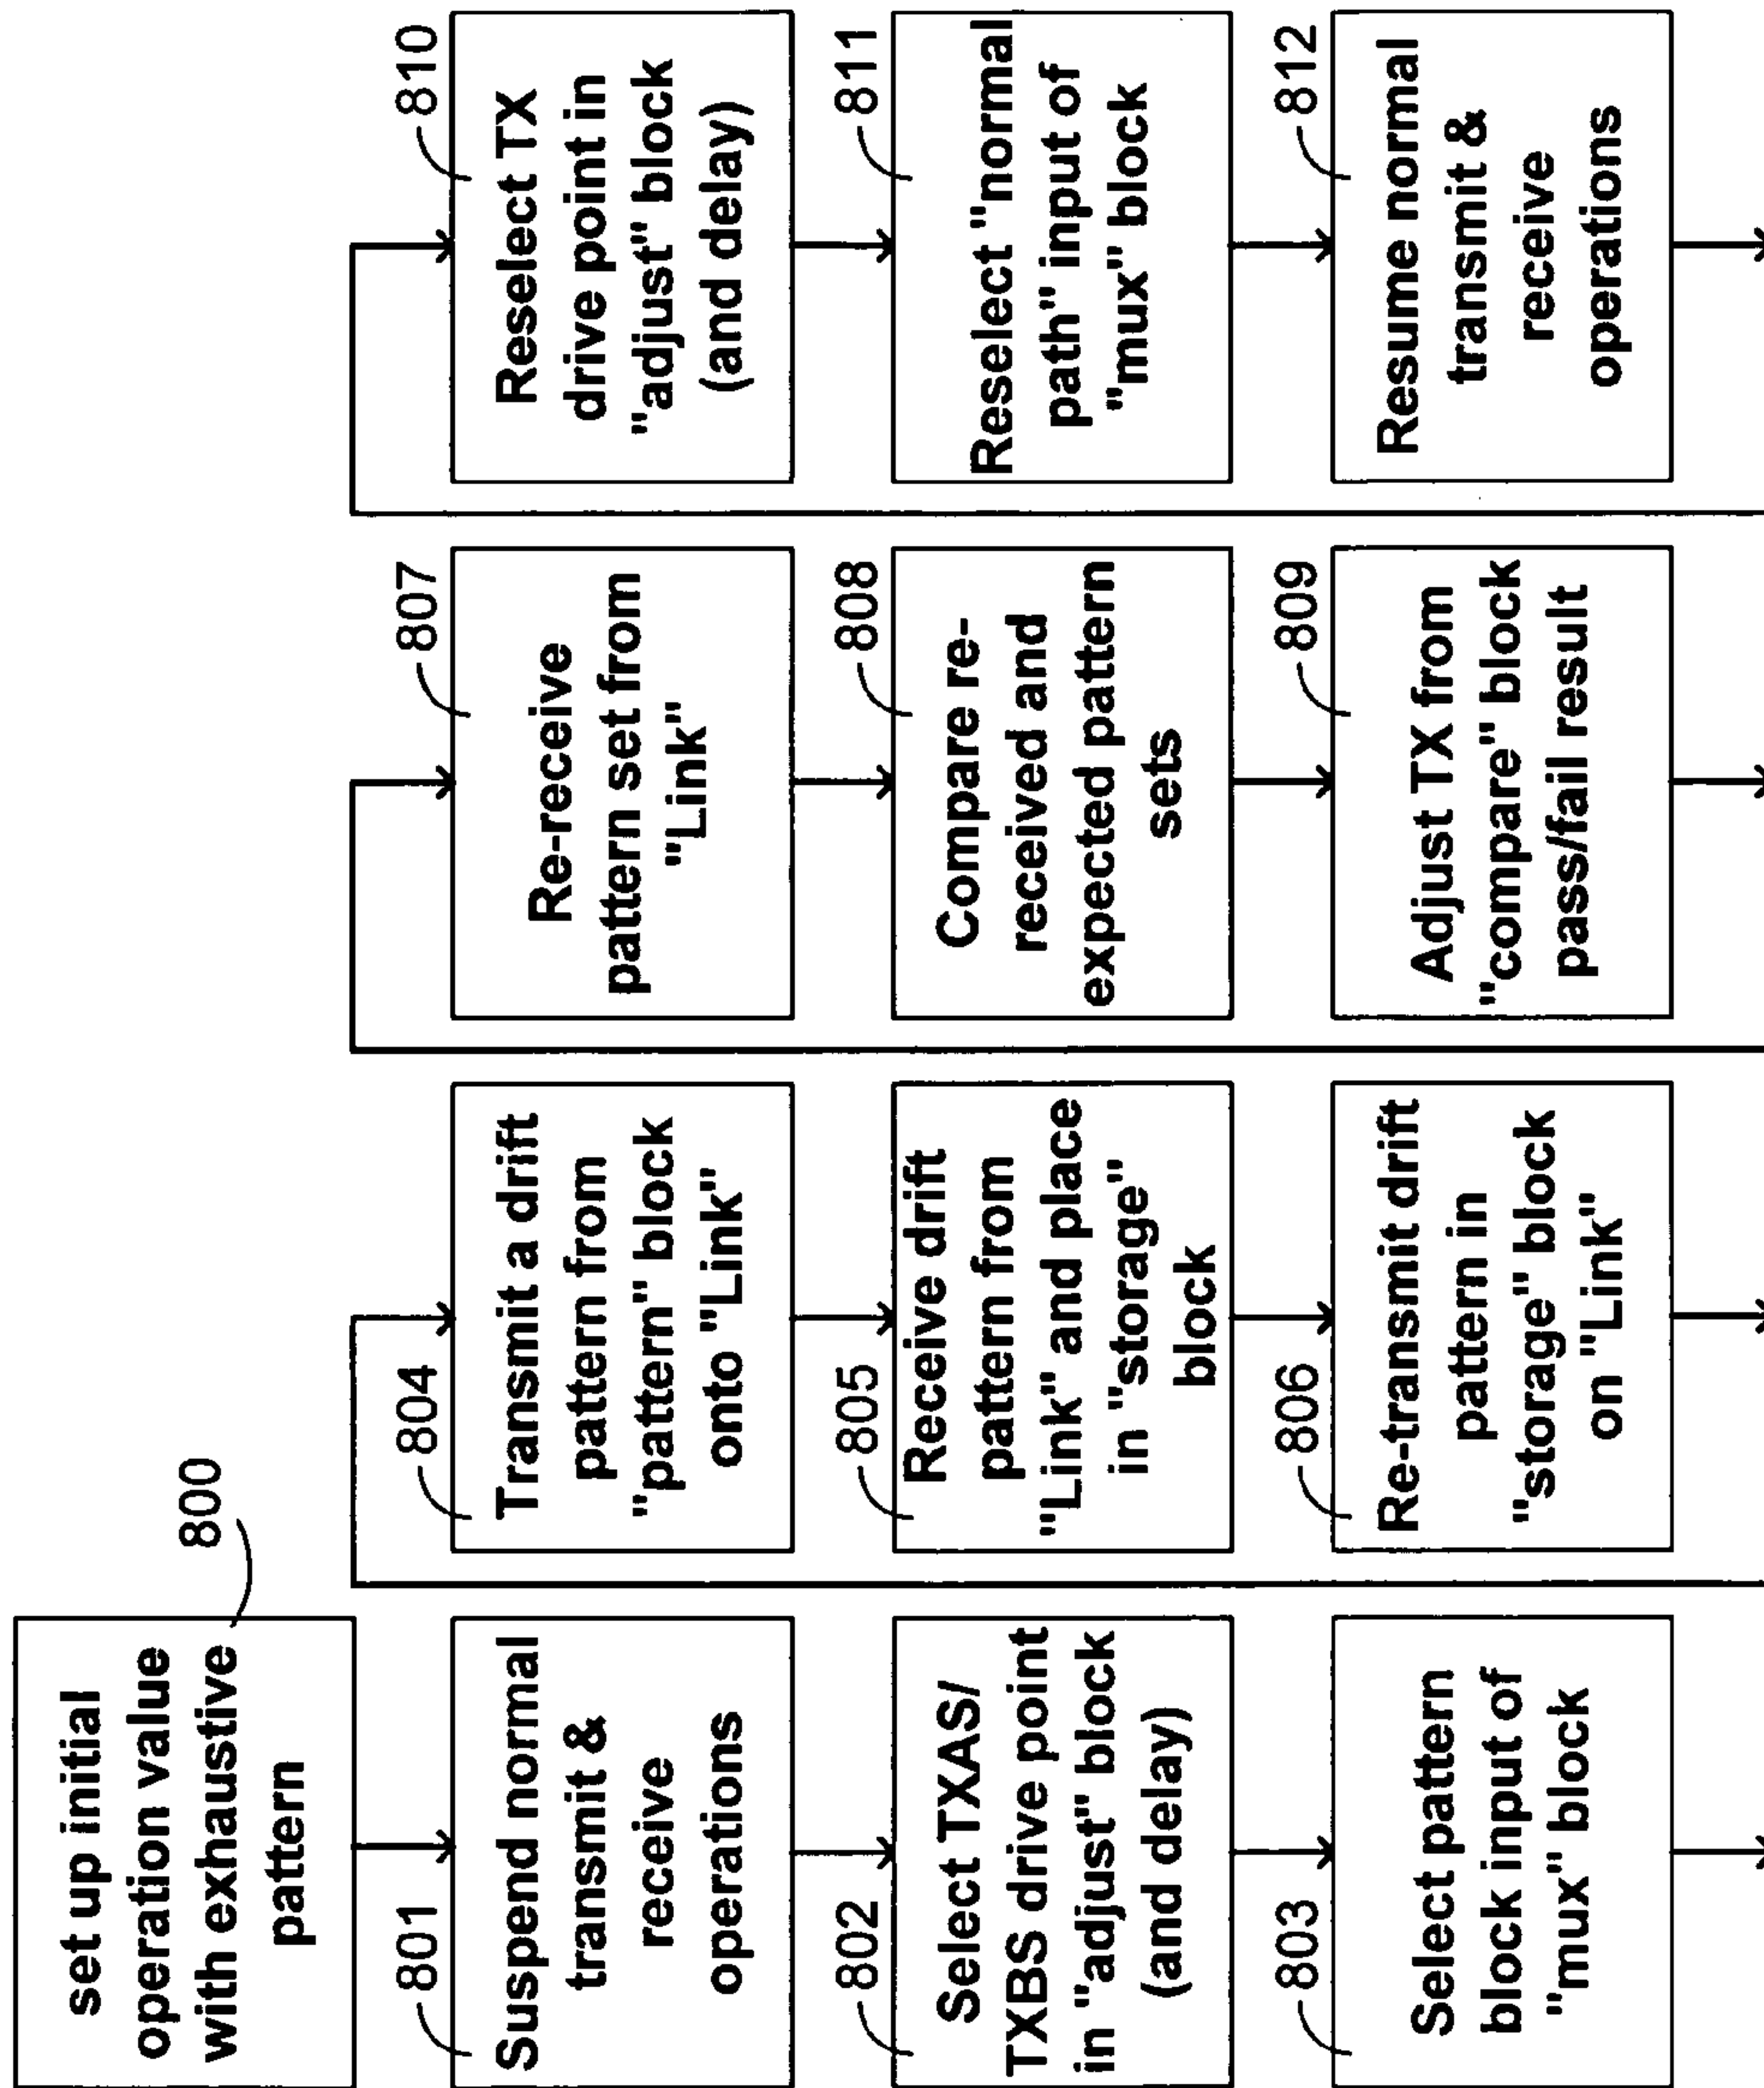 800
set up initial
operation value
with exhaustive
pattern
801
Suspend normal
transmit &
receive
operations
802
Select TXAS/
TXBS drive point
in "adjust" block
(and delay)
803
Select pattern
block input of
"mux" block
804
Transmit a drift
pattern from
"pattern" block
onto "Link"
805
Receive drift
pattern from
"Link" and place
in "storage"
block
806
Re-transmit drift
pattern in
"storage" block
on "Link"
807
Re-receive
pattern set from
"Link"
808
Compare re-
received and
expected pattern
sets
809
Adjust TX from
"compare" block
pass/fail result
810
Reselect TX
drive point in
"adjust" block
(and delay)
811
Reselect "normal
path" input of
"mux" block
812
Resume normal
transmit &
receive
operations